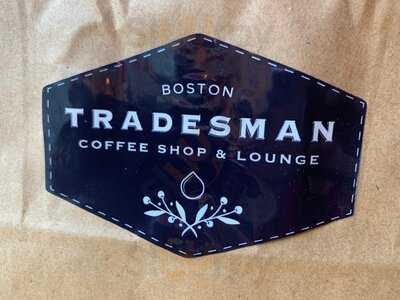 BOSTON
TRADESMAN
COFFEE SHOP & LOUNGE